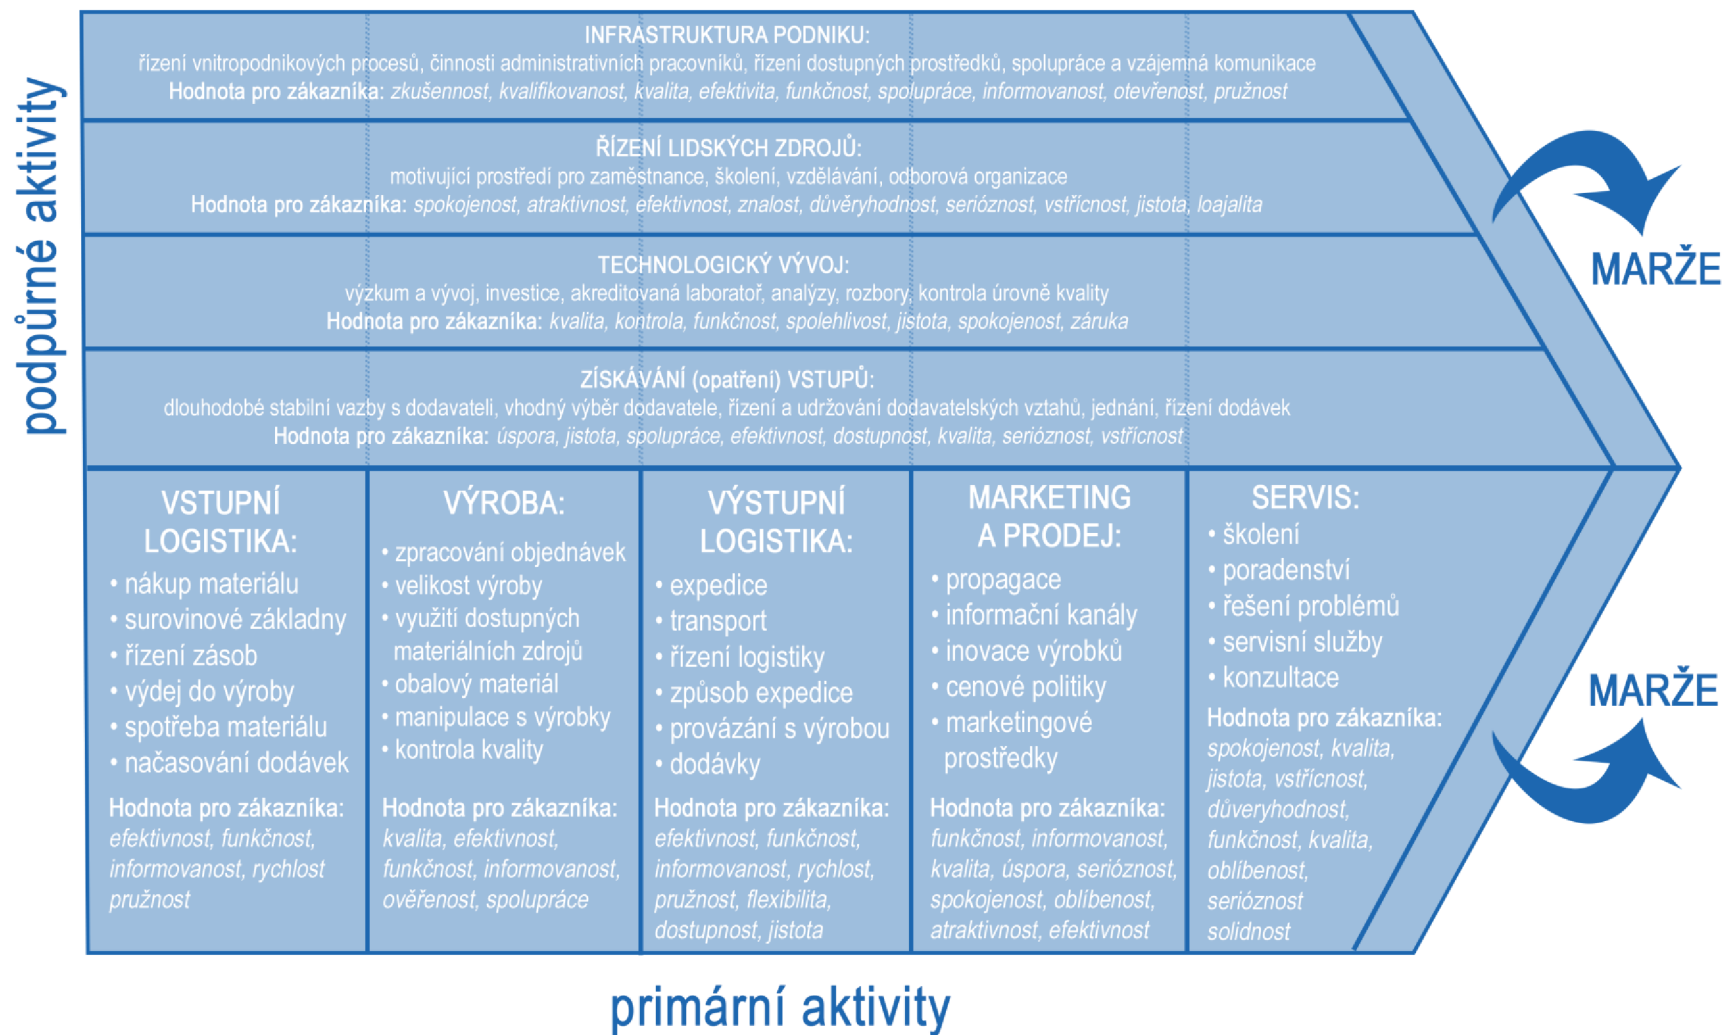 podpůrné aktivity
INFRASTRUKTURA PODNIKU:
řízení vnitropodnikových procesů, činnosti administrativních pracovníků, řízení dostupných prostředků, spolupráce a vzájemná komunikace
Hodnota pro zákazníka: zkušennost, kvalifikovanost, kvalita, efektivita, funkčnost, spolupráce, informovanost, otevřenost, pružnost
ŘÍZENÍ LIDSKÝCH ZDROJŮ:
motivující prostředí pro zaměstnance, školení, vzdělávání, odborová organizace
Hodnota pro zákazníka: spokojenost, atraktivnost, efektivnost, znalost, důvěryhodnost, serióznost, vstřícnost, jistota, loajalita
TECHNOLOGICKÝ VÝVOJ:
výzkum a vývoj, investice, akreditovaná laboratoř, analýzy, rozbory, kontrola úrovně kvality
Hodnota pro zákazníka: kvalita, kontrola, funkčnost, spolehlivost, jistota, spokojenost, záruka
ZÍSKÁVÁNÍ (opatření) VSTUPŮ:
dlouhodobé stabilní vazby s dodavateli, vhodný výběr dodavatele, řízení a udržování dodavatelských vztahů, jednání, řízení dodávek
Hodnota pro zákazníka: úspora, jistota, spolupráce, efektivnost, dostupnost, kvalita, serióznost, vstřícnost
MARŽE
VSTUPNÍ
LOGISTIKA:
• nákup materiálu
• surovinové základny
• řízení zásob
• výdej do výroby
• spotřeba materiálu
• načasování dodávek
Hodnota pro zákazníka:
efektivnost, funkčnost,
informovanost, rychlost
pružnost
VÝROBA:
• zpracování objednávek
• velikost výroby
• využití dostupných
materiálních zdrojů
• obalový materiál
• manipulace s výrobky
• kontrola kvality
Hodnota pro zákazníka:
kvalita, efektivnost,
funkčnost, informovanost,
ověřenost, spolupráce
VÝSTUPNÍ
LOGISTIKA:
• expedice
• transport
• řízení logistiky
• způsob expedice
• provázání s výrobou
• dodávky
Hodnota pro zákazníka:
efektivnost, funkčnost,
informovanost, rychlost,
pružnost, flexibilita,
dostupnost, jistota
MARKETING
A PRODEJ:
• propagace
• informační kanály
• inovace výrobků
• cenové politiky
• marketingové
prostředky
Hodnota pro zákazníka:
funkčnost, informovanost,
kvalita, úspora, serióznost,
spokojenost, oblíbenost,
atraktivnost, efektivnost
SERVIS:
• školení
• poradenství
• řešení problémů
• servisní služby
• konzultace
Hodnota pro zákazníka:
spokojenost, kvalita,
jistota, vstřícnost,
důveryhodnost,
funkčnost, kvalita,
oblíbenost,
serióznost
solidnost
MARŽE
primární aktivity